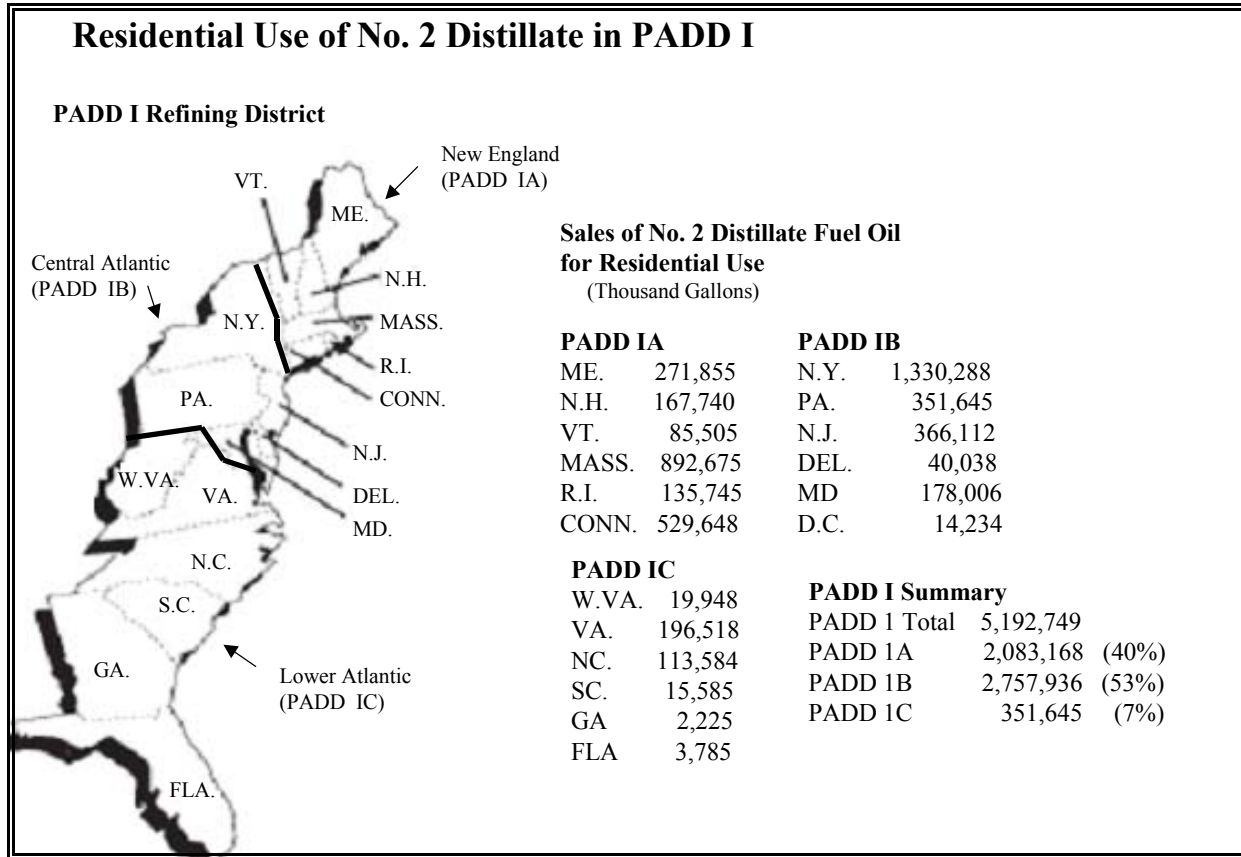 Residential Use of No. 2 Distillate in PADD I
PADD I Refining District
New England
(PADD IA)
VT.
ME.
Central Atlantic
(PADD IB)
N.H.
N.Y.
MASS.
R.I.
PA.
CONN.
N.J.
W.VA.
VA.
DEL.
MD.
N.C.
S.C.
GA.
Lower Atlantic
(PADD IC)
FLA.
Sales of No. 2 Distillate Fuel Oil
for Residential Use
(Thousand Gallons)
PADD IA
ME. 271,855
N.H. 167,740
VT. 85,505
MASS. 892,675
R.I. 135,745
CONN. 529,648
PADD IB
N.Y. 1,330,288
PA. 351,645
N.J. 366,112
DEL. 40,038
MD 178,006
D.C. 14,234
PADD IC
W.VA. 19,948
VA. 196,518
NC. 113,584
SC. 15,585
GA 2,225
FLA 3,785
PADD I Summary
PADD 1 Total 5,192,749
PADD 1A 2,083,168 (40%)
PADD 1B 2,757,936 (53%)
PADD 1C 351,645 (7%)